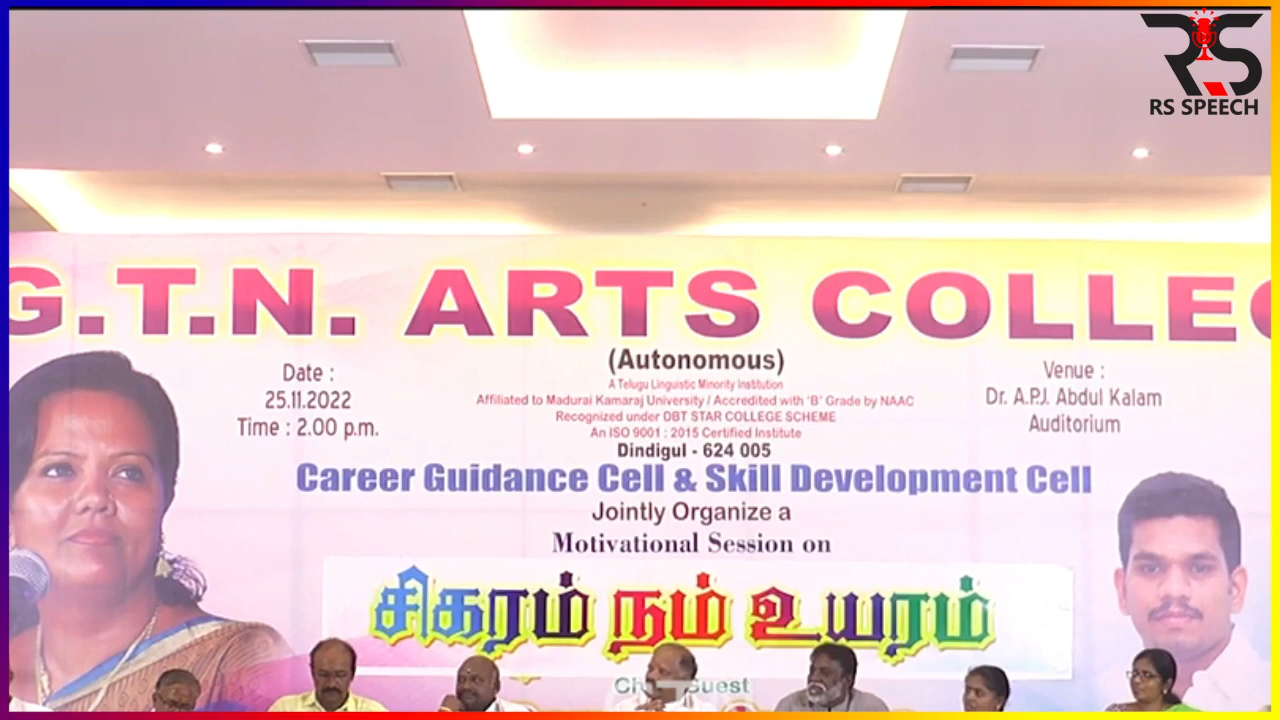 RS
RS SPEECH
G.T.N. ARTS COLLEG
(Autonomous)
A Telugu Linguistic Minority Institution
Affiliated to Madurai Kamaraj University / Accredited with 'B' Grade by NAAC
Recognized under DBT STAR COLLEGE SCHEME
An ISO 9001 : 2015 Certified Institute
Dindigul - 624 005
Date :
25.11.2022
Time : 2.00 p.m.
Venue :
Dr. A.P.J. Abdul Kalam
Auditorium
Career Guidance Cell & Skill Development Cell
Jointly Organize a
Motivational Session on
சிகரம் நம் உயரம்
Guest